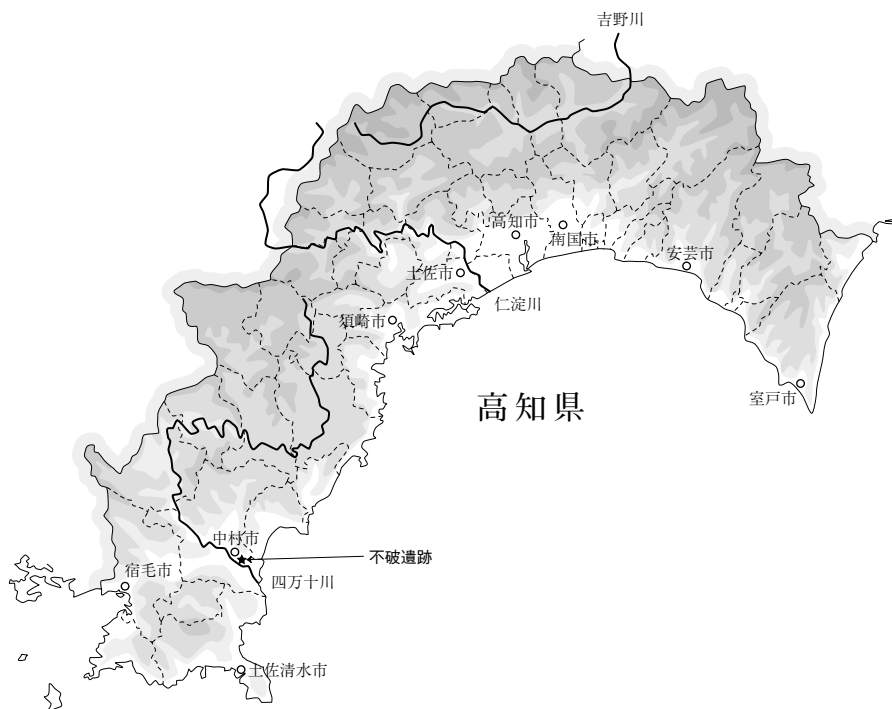 吉野川
高知市
南国市
安芸市
土佐市
仁淀川
須崎市
室戸市
高知県
中村市
不破遺跡
宿毛市
四万十川
土佐清水市